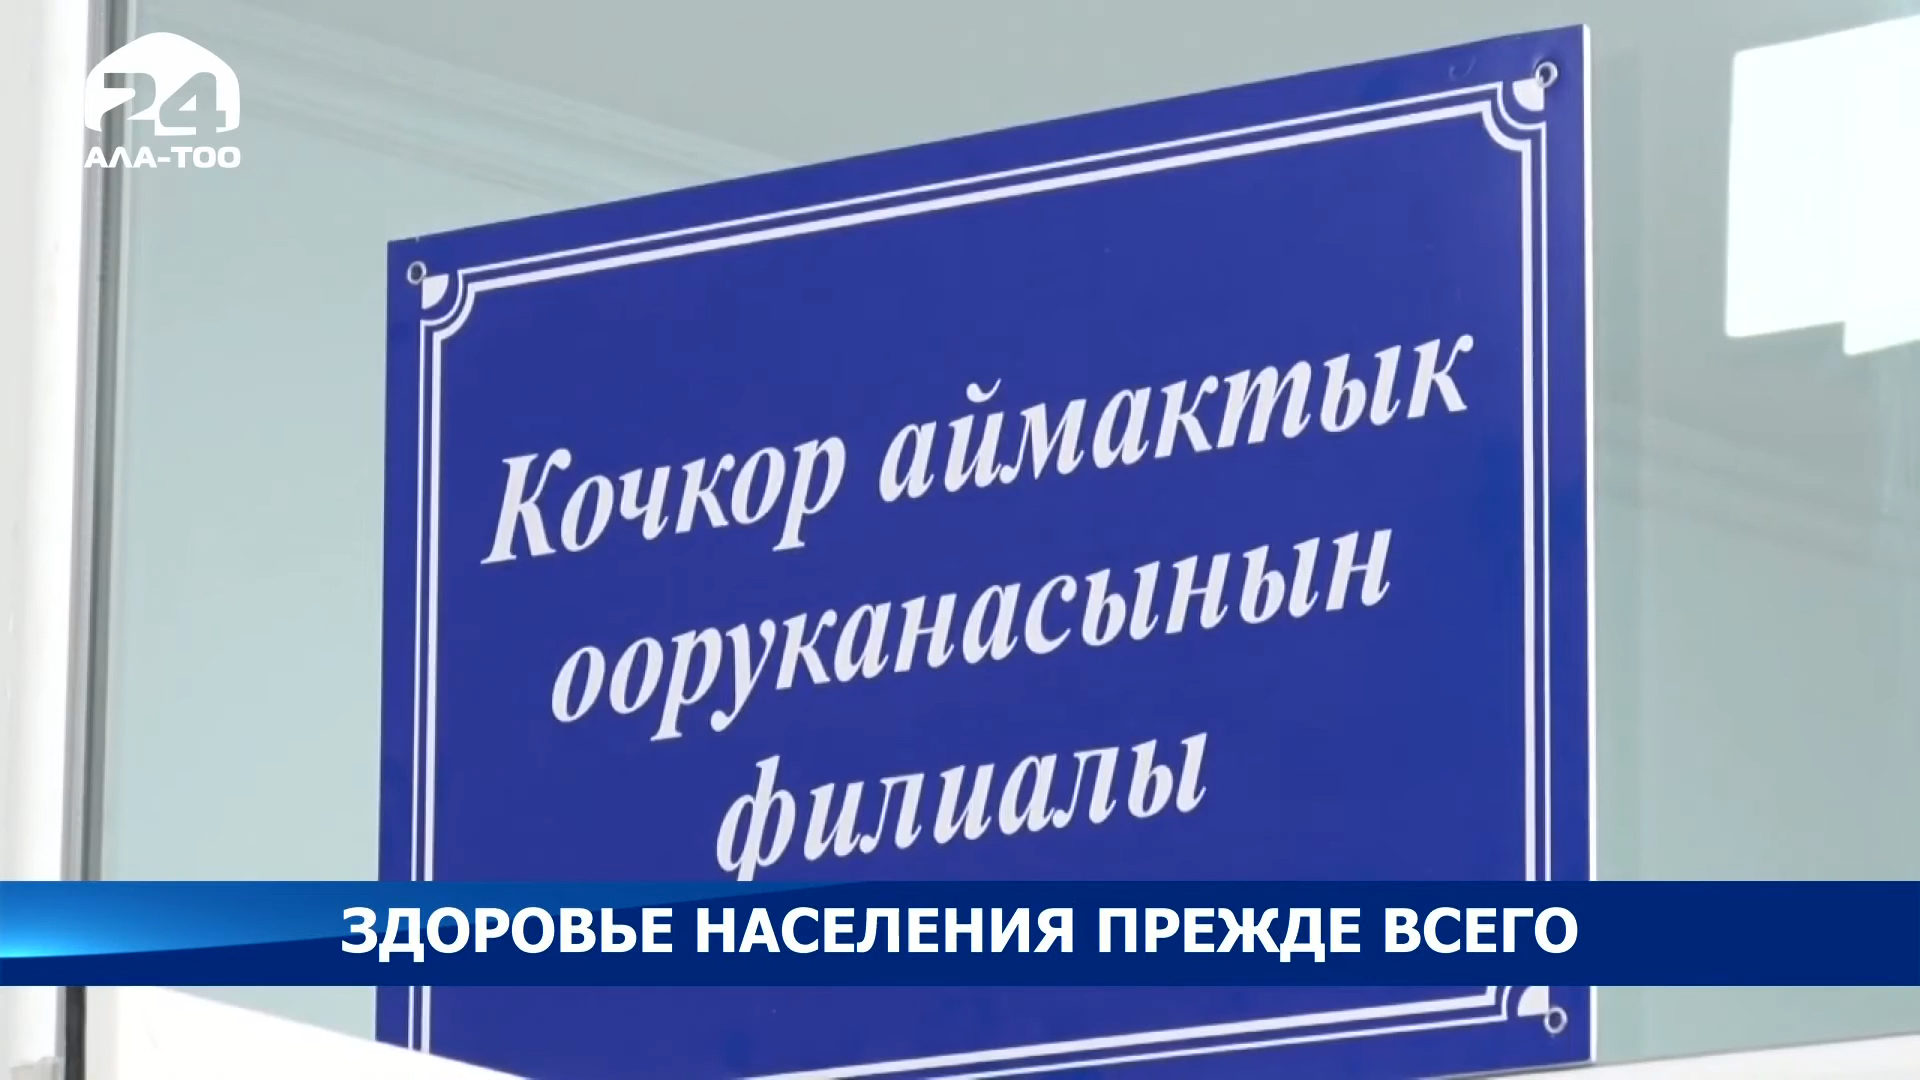 24
АЛА-ТОО
Кочкор аймактык
ооруканасынын
филиалы
ЗДОРОВЬЕ НАСЕЛЕНИЯ ПРЕЖДЕ ВСЕГО